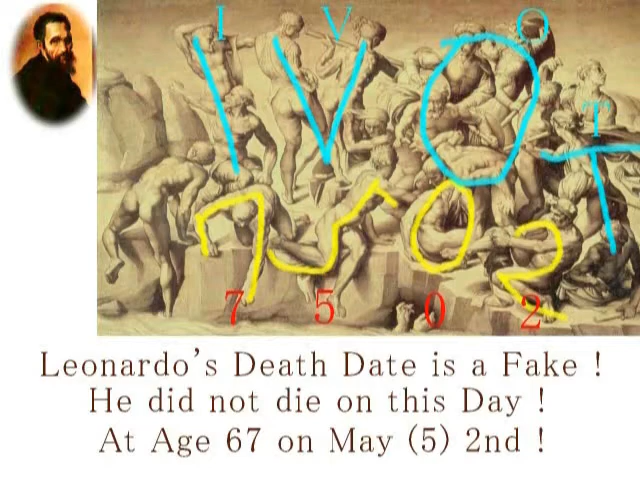 I V O T
7 5 0 2
Leonardo's Death Date is a Fake !
He did not die on this Day !
At Age 67 on May (5) 2nd !